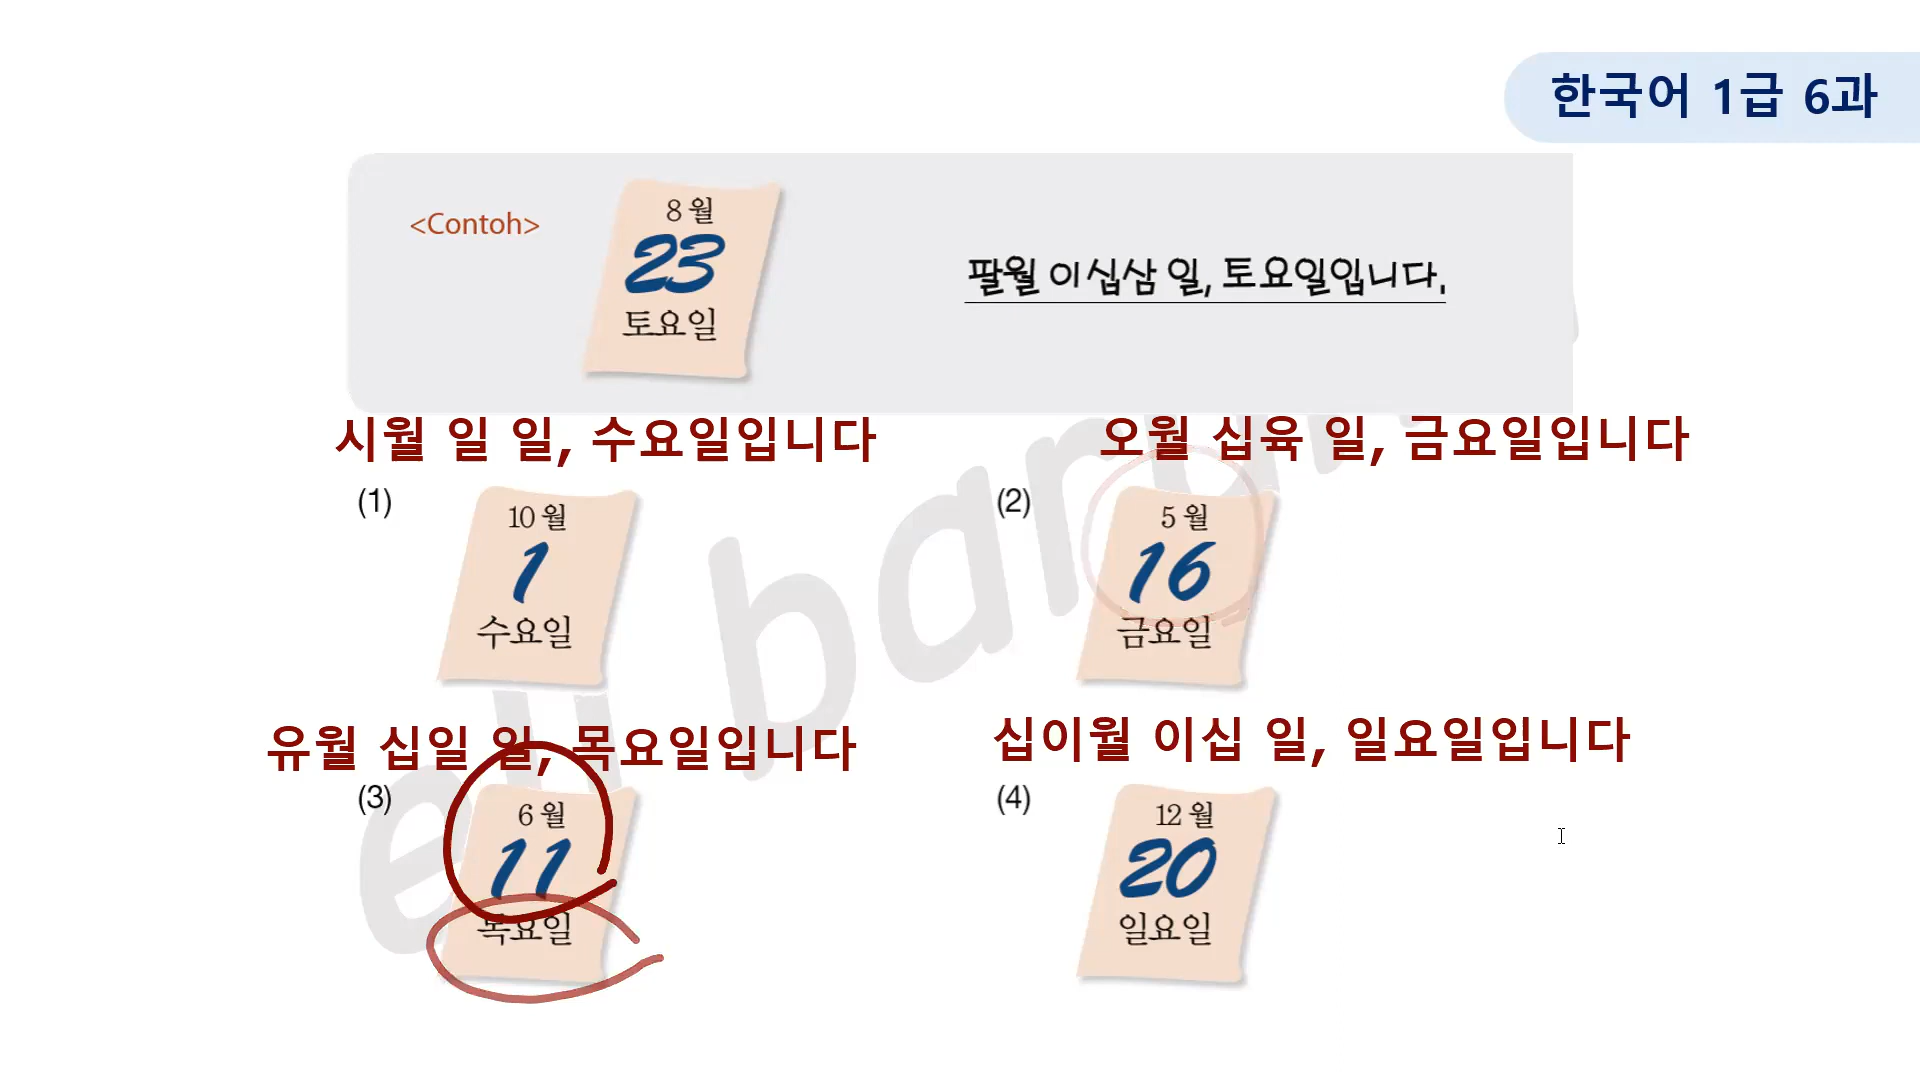 한국어 1급 6과
<Contoh>
8월
23
토요일
팔월 이십삼 일, 토요일입니다.
시월 일 일, 수요일입니다
오월 십육 일, 금요일입니다
(1)
10월
1
수요일
(2)
5월
16
금요일
유월 십일 일, 목요일입니다
십이월 이십 일, 일요일입니다
(3)
6월
11
목요일
(4)
12월
20
일요일